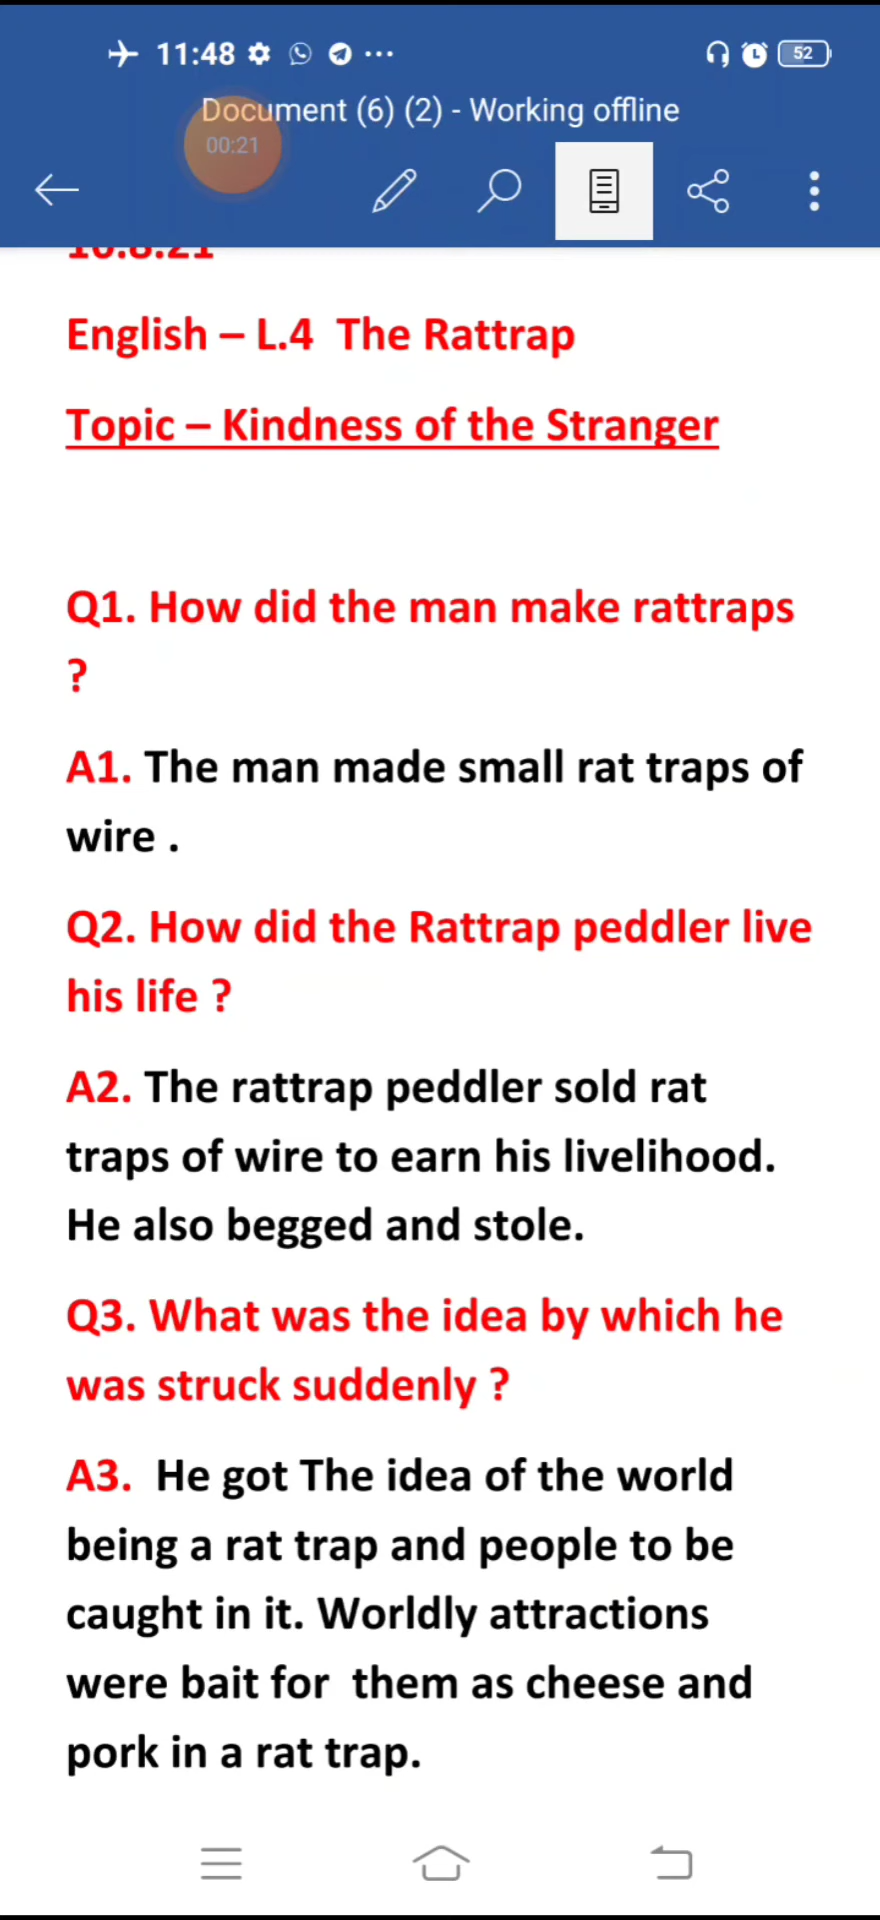 11:48
52
Document (6) (2) - Working offline
00:21
English – L.4 The Rattrap
Topic – Kindness of the Stranger
Q1. How did the man make rattraps
?
A1. The man made small rat traps of
wire .
Q2. How did the Rattrap peddler live
his life ?
A2. The rattrap peddler sold rat
traps of wire to earn his livelihood.
He also begged and stole.
Q3. What was the idea by which he
was struck suddenly ?
A3. He got The idea of the world
being a rat trap and people to be
caught in it. Worldly attractions
were bait for them as cheese and
pork in a rat trap.